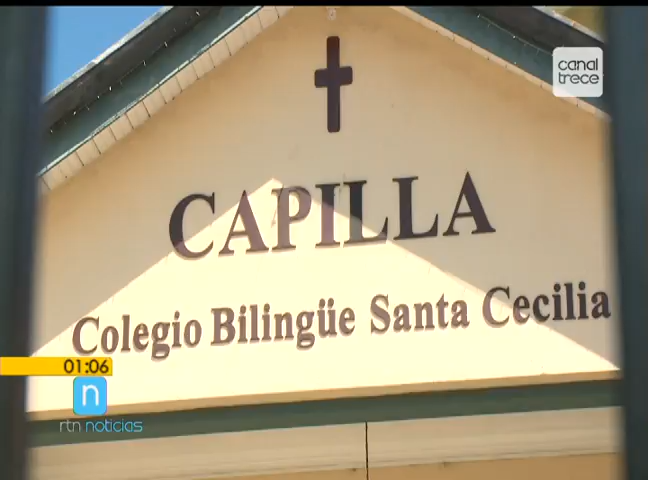 canal
trece
CAPILLA
Colegio Bilingüe Santa Cecilia
01:06
n
rtn noticias